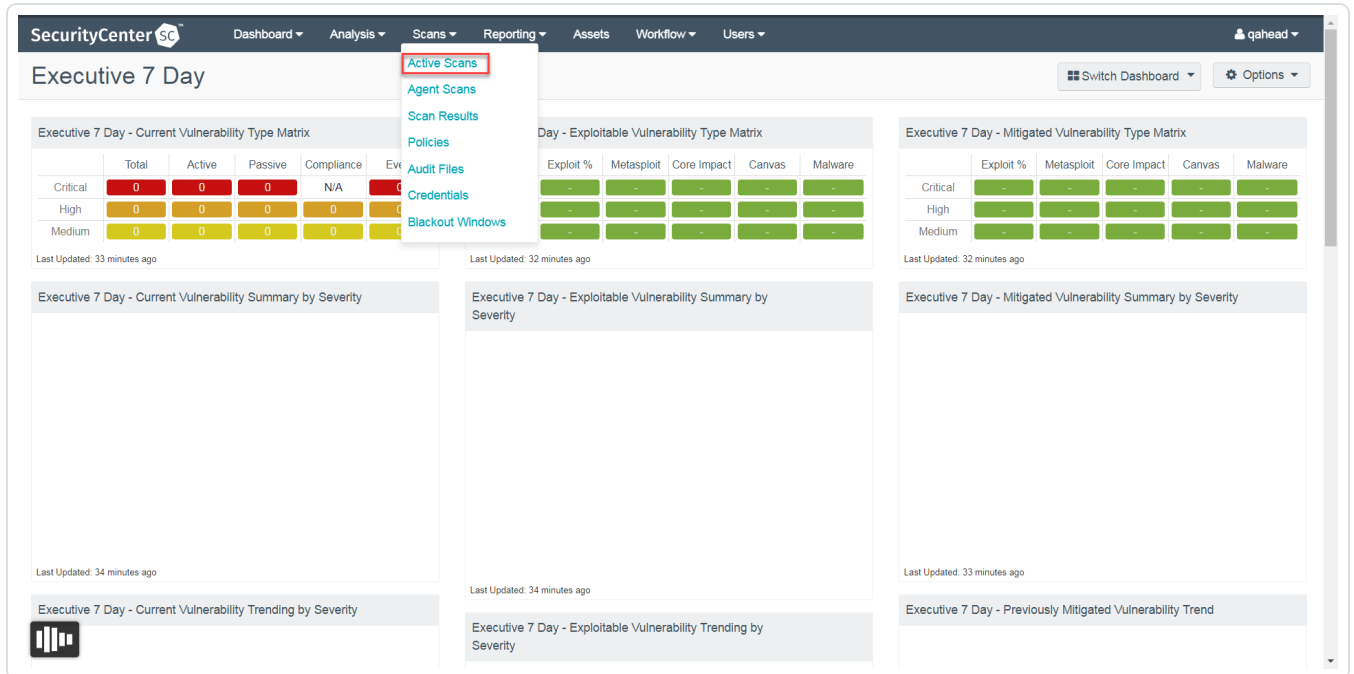 SecurityCenter SC™ Dashboard Analysis Scans Reporting Assets Workflow Users qahead
Executive 7 Day
Switch Dashboard Options
Active Scans
Agent Scans
Scan Results
Policies
Audit Files
Credentials
Blackout Windows
Executive 7 Day - Current Vulnerability Type Matrix
Total Active Passive Compliance
Critical 0 0 0 N/A
High 0 0 0 0
Medium 0 0 0 0
Last Updated: 33 minutes ago
Day - Exploitable Vulnerability Type Matrix
Exploit % Metasploit Core Impact Canvas Malware
- - - - -
- - - - -
- - - - -
Last Updated: 32 minutes ago
Executive 7 Day - Mitigated Vulnerability Type Matrix
Exploit % Metasploit Core Impact Canvas Malware
Critical - - - - -
High - - - - -
Medium - - - - -
Last Updated: 32 minutes ago
Executive 7 Day - Current Vulnerability Summary by Severity
Last Updated: 34 minutes ago
Executive 7 Day - Exploitable Vulnerability Summary by
Severity
Last Updated: 34 minutes ago
Executive 7 Day - Mitigated Vulnerability Summary by Severity
Last Updated: 33 minutes ago
Executive 7 Day - Current Vulnerability Trending by Severity
Executive 7 Day - Exploitable Vulnerability Trending by
Severity
Executive 7 Day - Previously Mitigated Vulnerability Trend